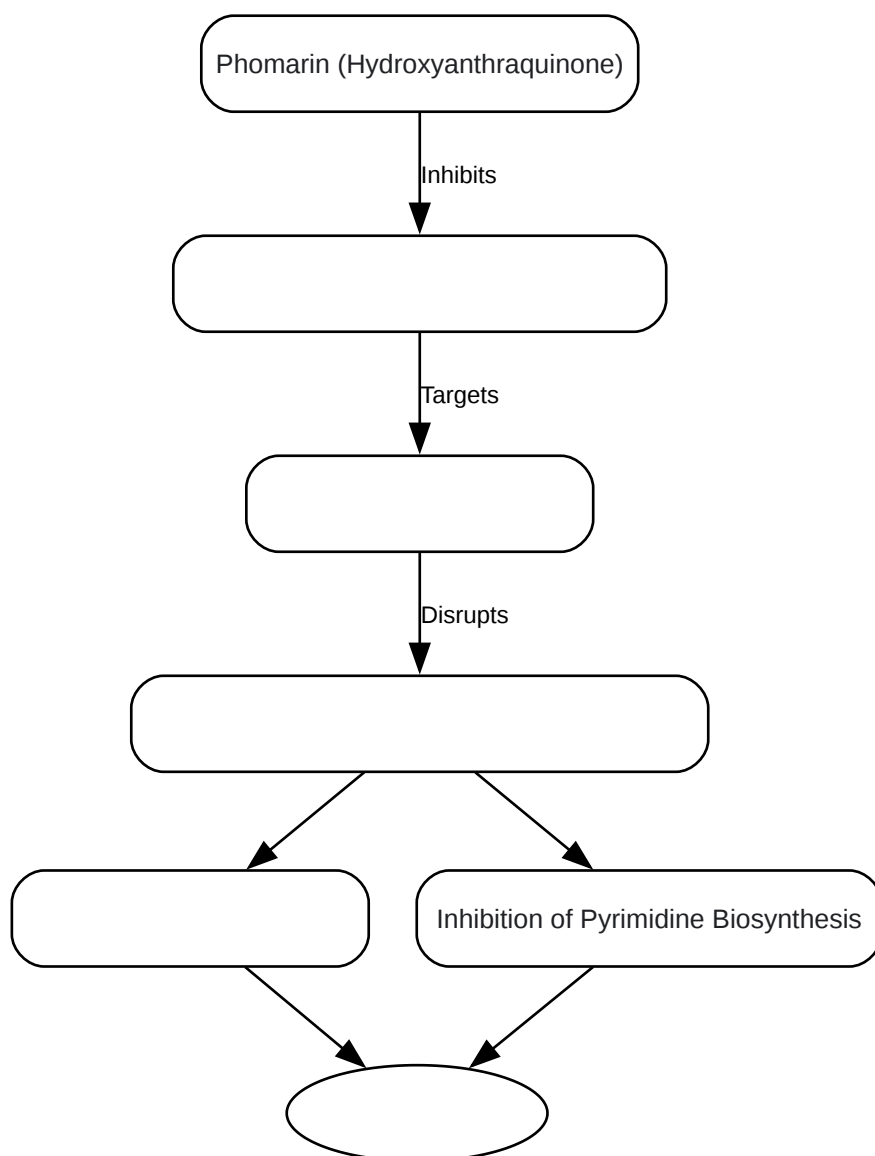 Phomarin (Hydroxyanthraquinone)
Inhibits
Targets
Disrupts
Inhibition of Pyrimidine Biosynthesis